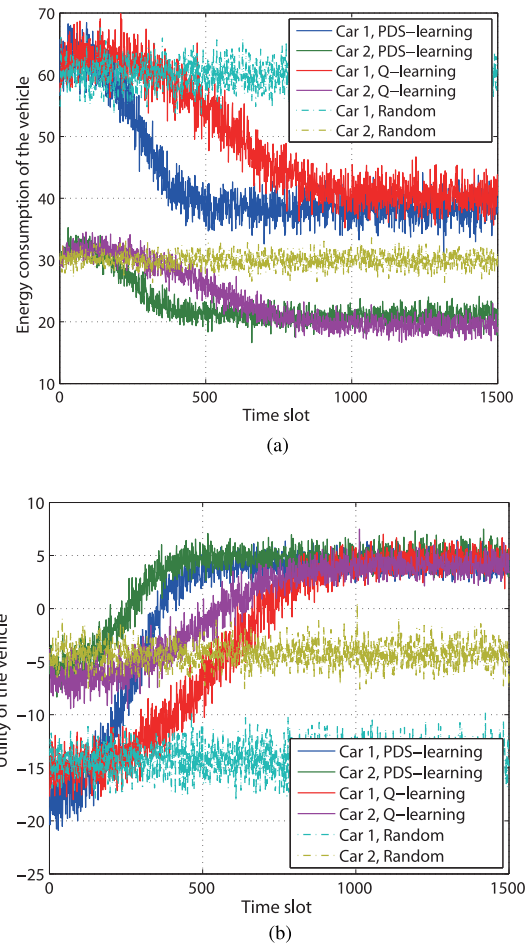 70
60
50
40
30
20
10
Energy consumption of the vehicle
Car 1, PDS−learning
Car 2, PDS−learning
Car 1, Q−learning
Car 2, Q−learning
Car 1, Random
Car 2, Random
0
500
1000
1500
Time slot
(a)
10
5
0
−5
−10
−15
−20
−25
Utility of the vehicle
Car 1, PDS−learning
Car 2, PDS−learning
Car 1, Q−learning
Car 2, Q−learning
Car 1, Random
Car 2, Random
0
500
1000
1500
Time slot
(b)